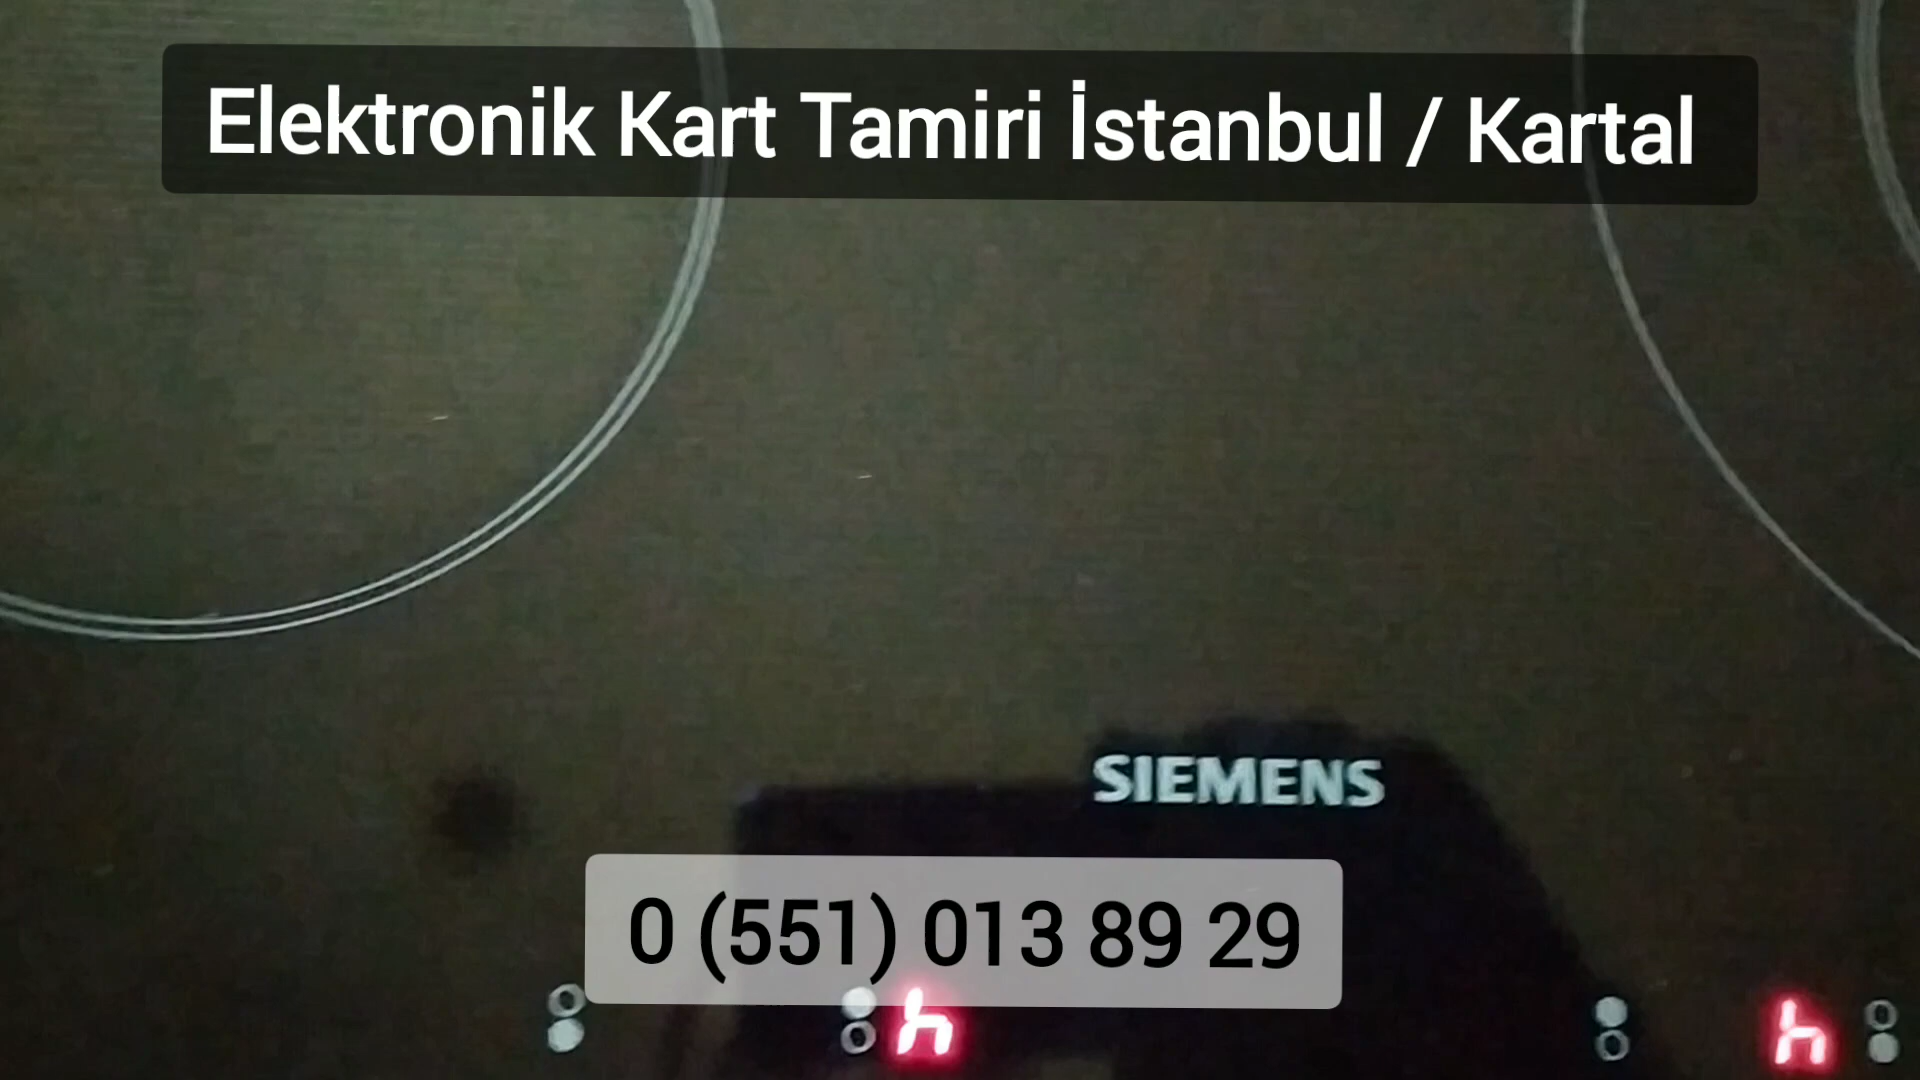 Elektronik Kart Tamiri İstanbul / Kartal
SIEMENS
0 (551) 013 89 29
h h